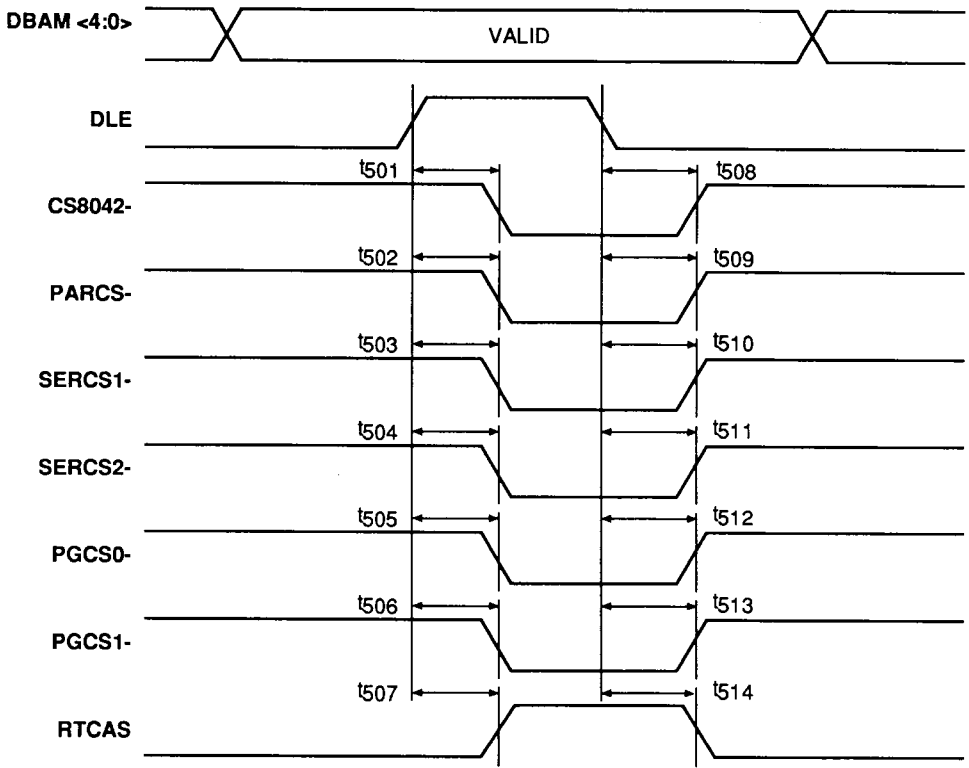 DBAM <4:0>
VALID
DLE
t501
t508
CS8042-
t502
t509
PARCS-
t503
t510
SERCS1-
t504
t511
SERCS2-
t505
t512
PGCS0-
t506
t513
PGCS1-
t507
t514
RTCAS